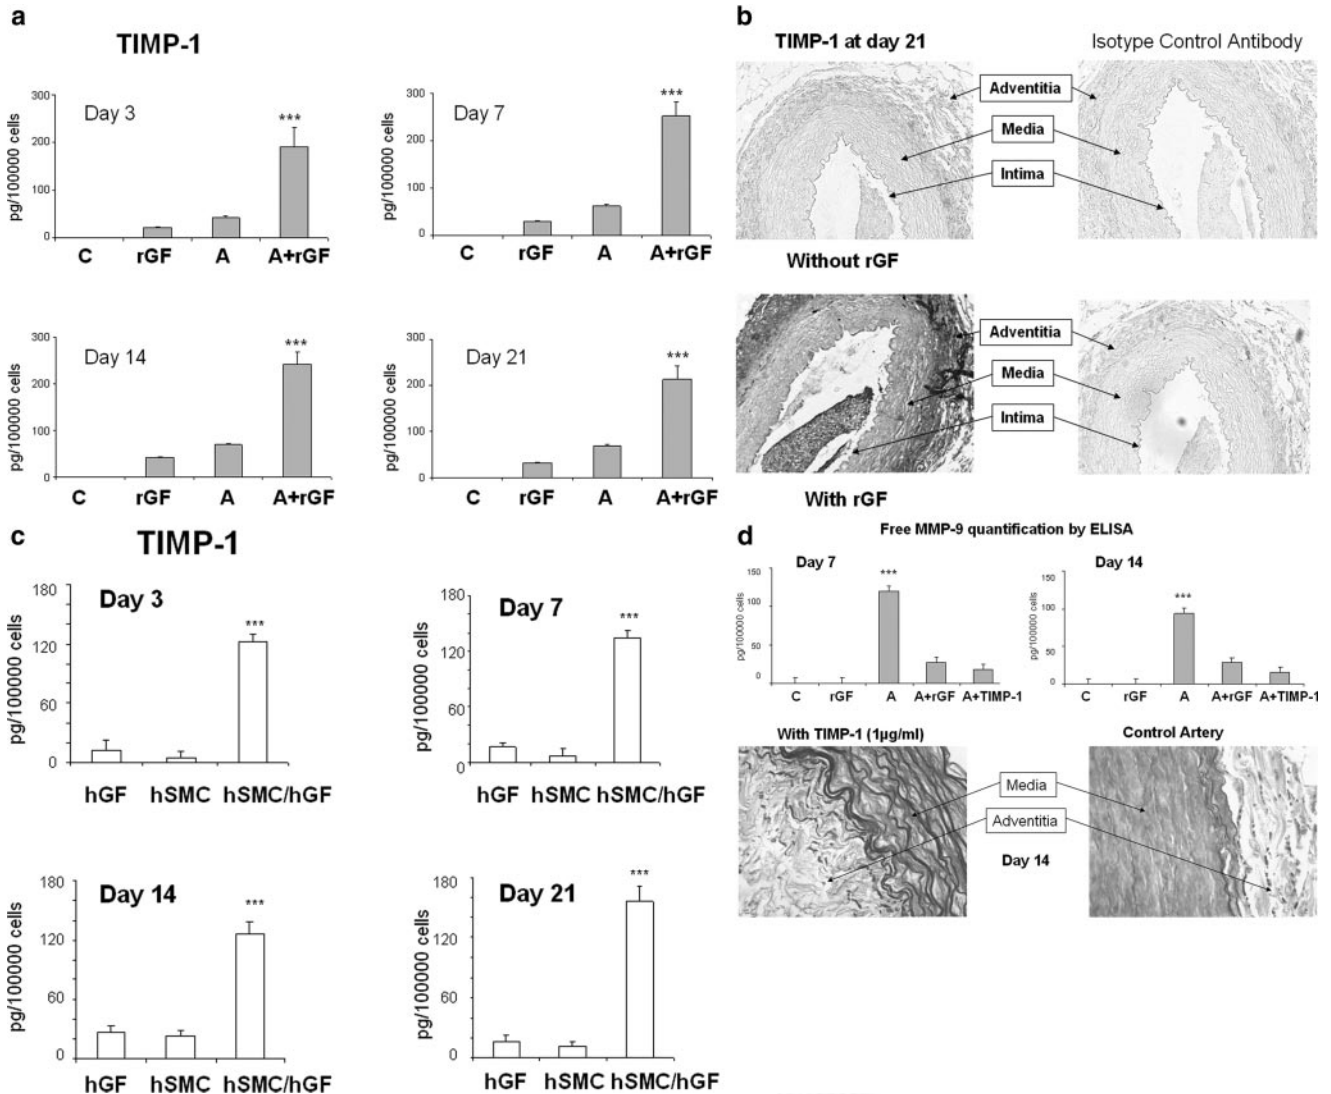 a
TIMP-1
pg/100000 cells
300
200
100
0
Day 3
***
C rGF A A+rGF
pg/100000 cells
300
200
100
0
Day 7
***
C rGF A A+rGF
pg/100000 cells
300
200
100
0
Day 14
***
C rGF A A+rGF
pg/100000 cells
300
200
100
0
Day 21
***
C rGF A A+rGF
b
TIMP-1 at day 21
Isotype Control Antibody
Adventitia
Media
Intima
Without rGF
Adventitia
Media
Intima
With rGF
c
TIMP-1
pg/100000 cells
180
120
60
0
Day 3
***
hGF hSMC hSMC/hGF
pg/100000 cells
180
120
60
0
Day 7
***
hGF hSMC hSMC/hGF
pg/100000 cells
180
120
60
0
Day 14
***
hGF hSMC hSMC/hGF
pg/100000 cells
180
120
60
0
Day 21
***
hGF hSMC hSMC/hGF
d
Free MMP-9 quantification by ELISA
Day 7
pg/100000 cells
150
100
50
0
***
C rGF A A+rGF A+TIMP-1
Day 14
pg/100000 cells
150
100
50
0
***
C rGF A A+rGF A+TIMP-1
With TIMP-1 (1µg/ml)
Control Artery
Media
Adventitia
Day 14